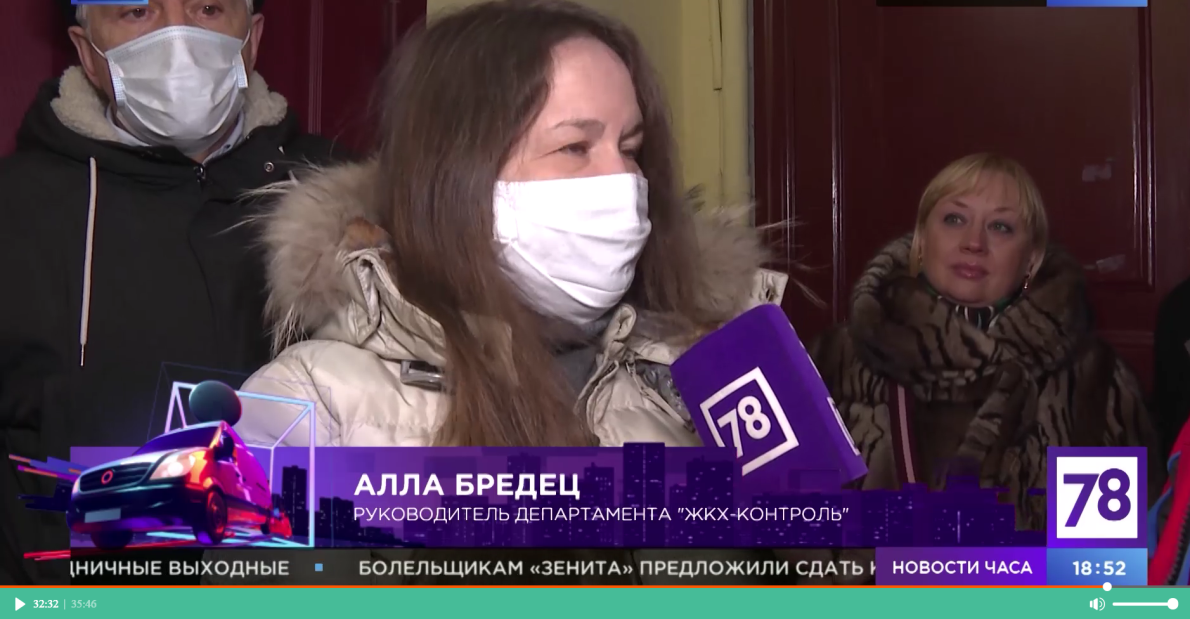 78
АЛЛА БРЕДЕЦ
РУКОВОДИТЕЛЬ ДЕПАРТАМЕНТА "ЖКХ-КОНТРОЛЬ"
78
ДНИЧНЫЕ ВЫХОДНЫЕ ▪ БОЛЕЛЬЩИКАМ «ЗЕНИТА» ПРЕДЛОЖИЛИ СДАТЬ К
НОВОСТИ ЧАСА 18:52
32:32 | 35:46